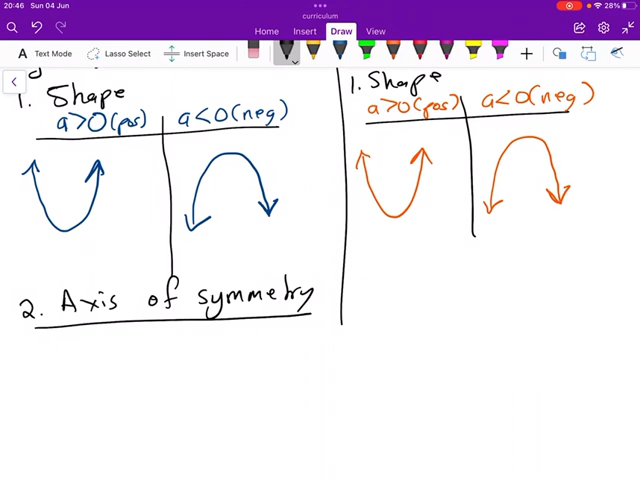 20:46 Sun 04 Jun
28%
curriculum
Home Insert Draw View
A Text Mode Lasso Select Insert Space
1. Shape
a>0(pos) a<0(neg)
2. Axis of symmetry
1. Shape
a>0(pos) a<0(neg)